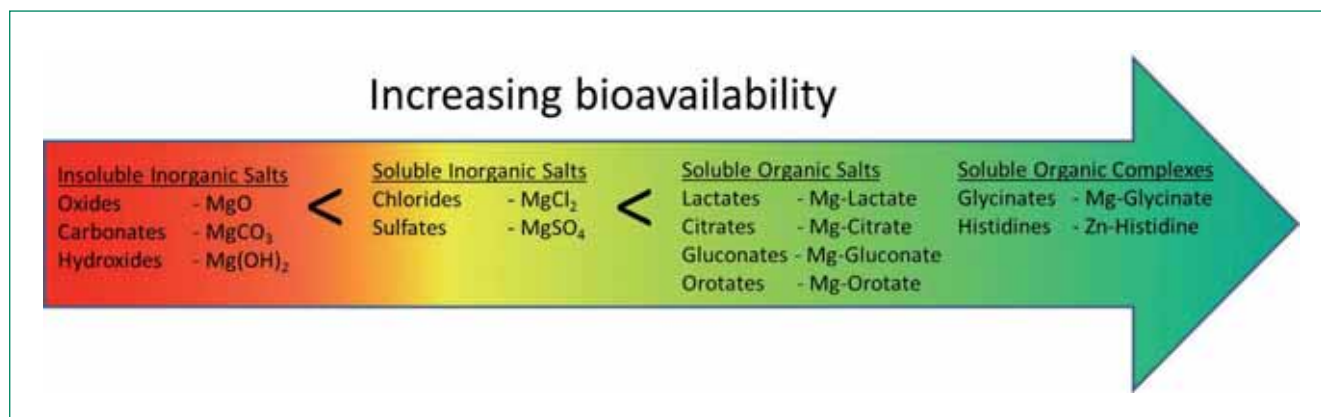 Increasing bioavailability
Insoluble Inorganic Salts
Oxides - MgO
Carbonates - MgCO₃
Hydroxides - Mg(OH)₂
<
Soluble Inorganic Salts
Chlorides - MgCl₂
Sulfates - MgSO₄
<
Soluble Organic Salts
Lactates - Mg-Lactate
Citrates - Mg-Citrate
Gluconates - Mg-Gluconate
Orotates - Mg-Orotate
Soluble Organic Complexes
Glycinates - Mg-Glycinate
Histidines - Zn-Histidine